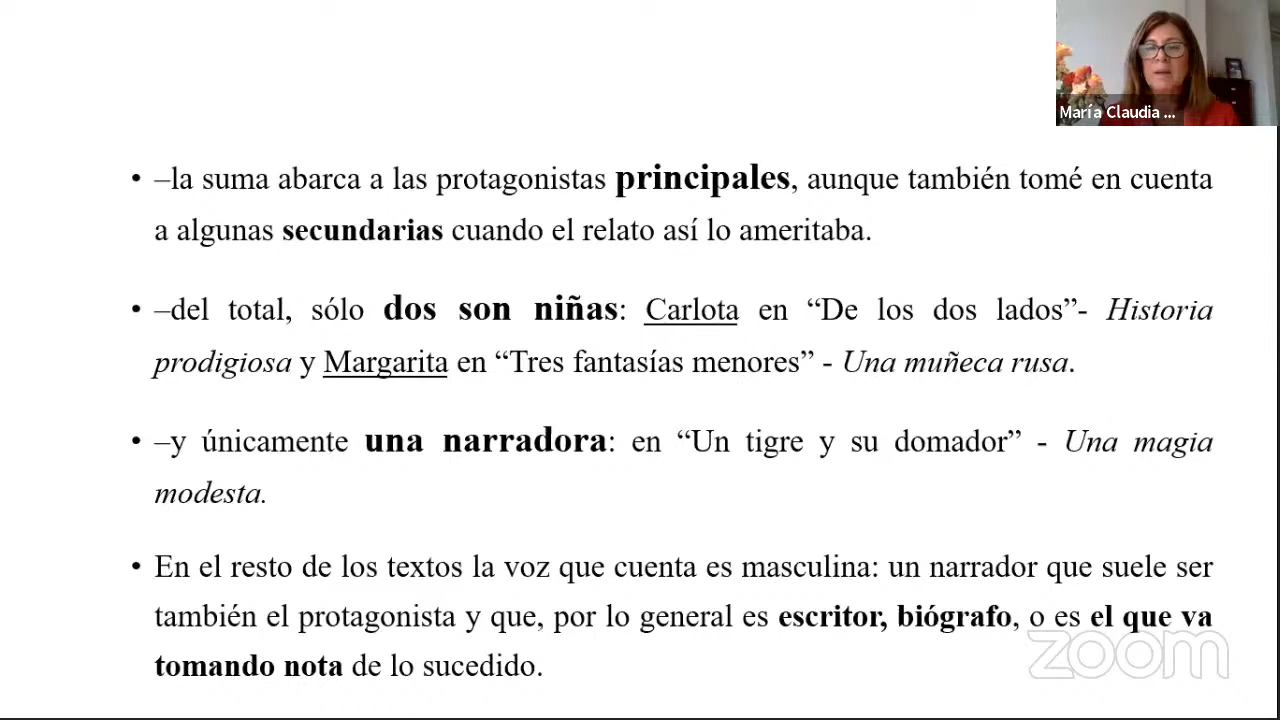 María Claudia ...
• –la suma abarca a las protagonistas principales, aunque también tomé en cuenta
a algunas secundarias cuando el relato así lo ameritaba.
• –del total, sólo dos son niñas: Carlota en “De los dos lados”- Historia
prodigiosa y Margarita en “Tres fantasías menores” - Una muñeca rusa.
• –y únicamente una narradora: en “Un tigre y su domador” - Una magia
modesta.
• En el resto de los textos la voz que cuenta es masculina: un narrador que suele ser
también el protagonista y que, por lo general es escritor, biógrafo, o es el que va
tomando nota de lo sucedido.
zoom